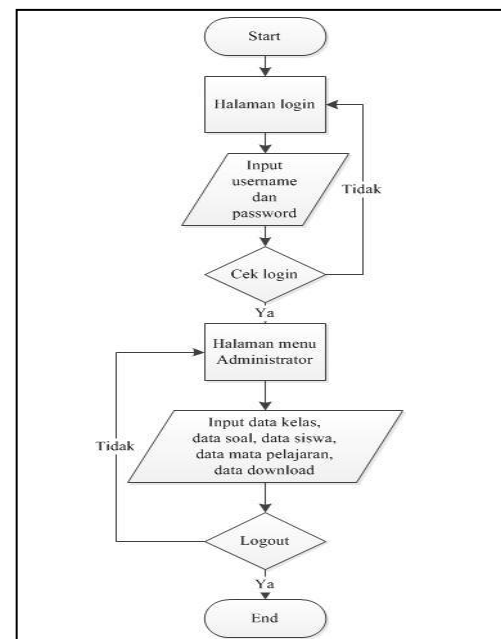 Start
Halaman login
Input
username
dan
password
Tidak
Cek login
Ya
Halaman menu
Administrator
Input data kelas,
data soal, data siswa,
data mata pelajaran,
data download
Tidak
Logout
Ya
End